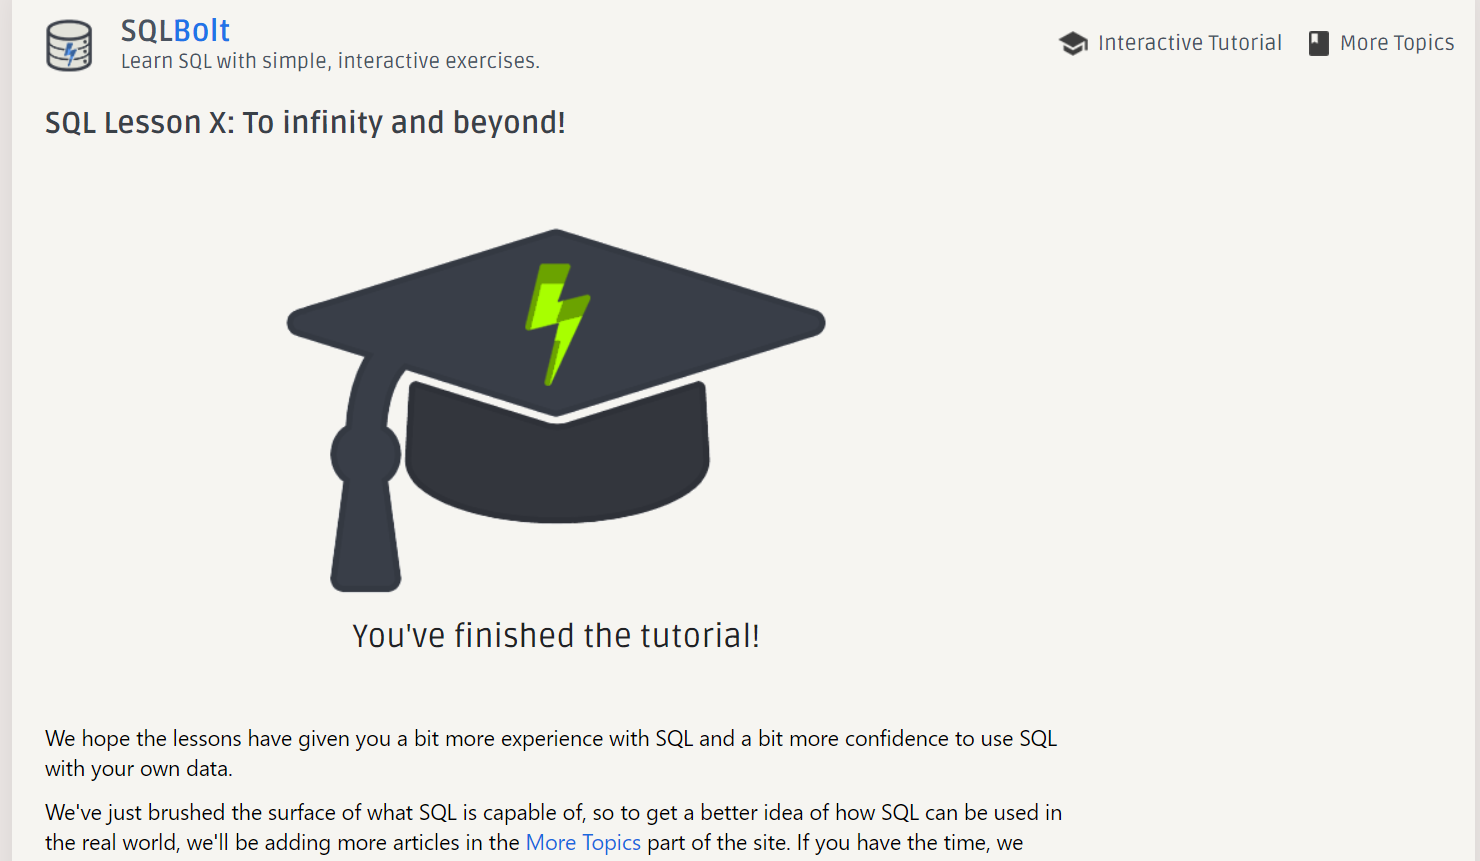 SQLBolt
Learn SQL with simple, interactive exercises.
Interactive Tutorial
More Topics
SQL Lesson X: To infinity and beyond!
You've finished the tutorial!
We hope the lessons have given you a bit more experience with SQL and a bit more confidence to use SQL
with your own data.
We've just brushed the surface of what SQL is capable of, so to get a better idea of how SQL can be used in
the real world, we'll be adding more articles in the More Topics part of the site. If you have the time, we